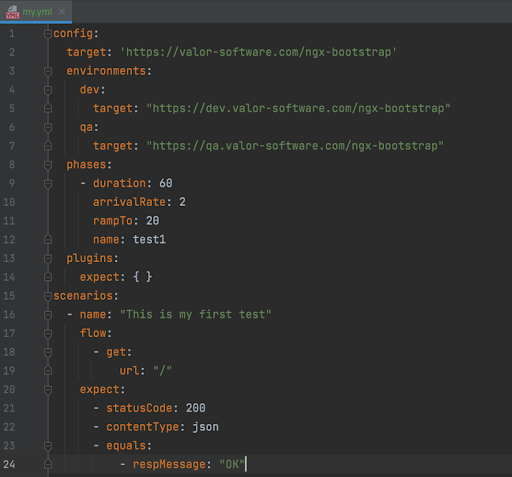 my.yml
1 config:
2   target: 'https://valor-software.com/ngx-bootstrap'
3   environments:
4     dev:
5       target: "https://dev.valor-software.com/ngx-bootstrap"
6     qa:
7       target: "https://qa.valor-software.com/ngx-bootstrap"
8   phases:
9     - duration: 60
10       arrivalRate: 2
11       rampTo: 20
12       name: test1
13   plugins:
14     expect: { }
15 scenarios:
16   - name: "This is my first test"
17     flow:
18       - get:
19           url: "/"
20     expect:
21       - statusCode: 200
22       - contentType: json
23       - equals:
24           - respMessage: "OK"